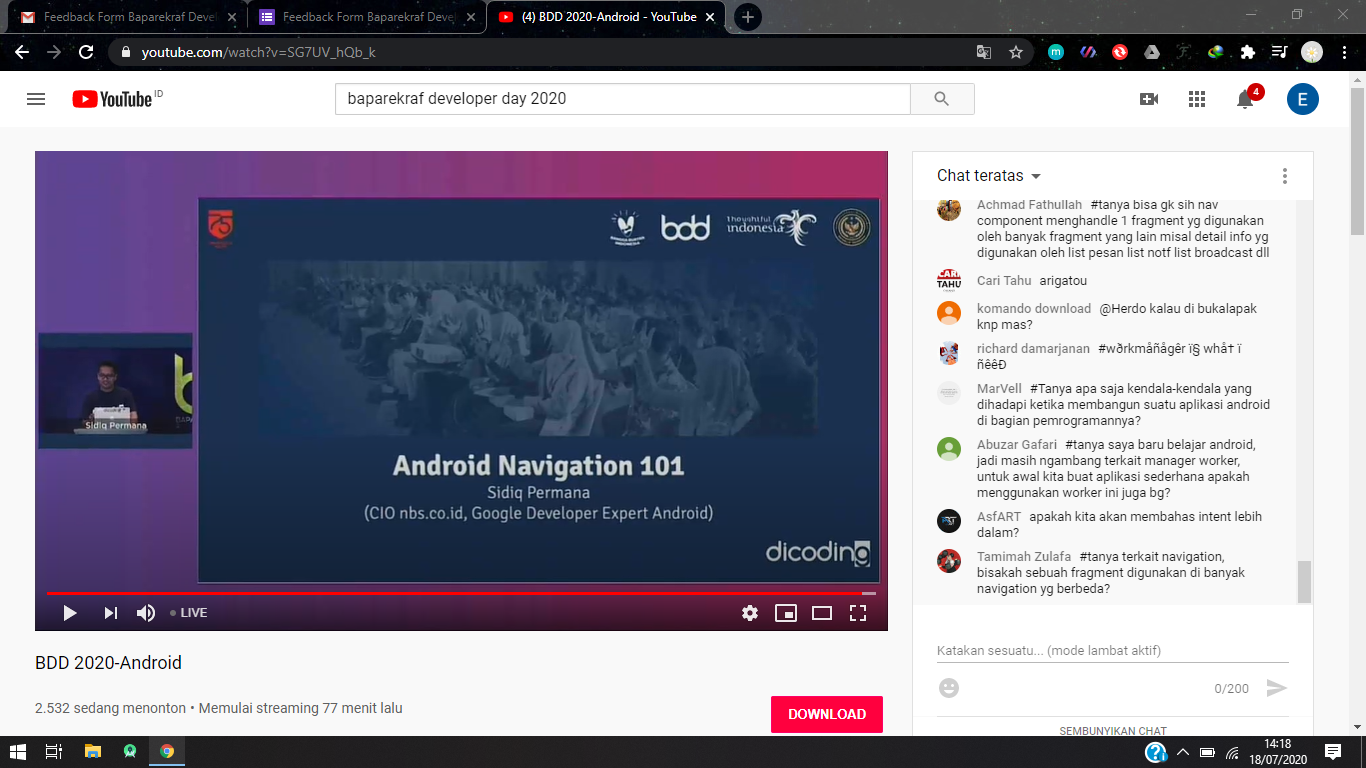 Feedback Form Baparekraf Devel
Feedback Form Baparekraf Deve
(4) BDD 2020-Android - YouTube
youtube.com/watch?v=SG7UV_hQb_k
YouTube ID
baparekraf developer day 2020
4
E
75
bdd
Thoughtful
indonesia
Sidiq Permana
Android Navigation 101
Sidiq Permana
(CIO nbs.co.id, Google Developer Expert Android)
dicoding
LIVE
BDD 2020-Android
2.532 sedang menonton • Memulai streaming 77 menit lalu
DOWNLOAD
Chat teratas
Achmad Fathullah #tanya bisa gk sih nav
component menghandle 1 fragment yg digunakan
oleh banyak fragment yang lain misal detail info yg
digunakan oleh list pesan list notf list broadcast dll
CARI
TAHU
Cari Tahu arigatou
komando download @Herdo kalau di bukalapak
knp mas?
richard damarjanan #wðrkmåñågêr ï§ whå† ï
ñêêÐ
MarVell #Tanya apa saja kendala-kendala yang
dihadapi ketika membangun suatu aplikasi android
di bagian pemrogramannya?
Abuzar Gafari #tanya saya baru belajar android,
jadi masih ngambang terkait manager worker,
untuk awal kita buat aplikasi sederhana apakah
menggunakan worker ini juga bg?
AsfART apakah kita akan membahas intent lebih
dalam?
Tamimah Zulafa #tanya terkait navigation,
bisakah sebuah fragment digunakan di banyak
navigation yg berbeda?
Katakan sesuatu... (mode lambat aktif)
0/200
SEMBUNYIKAN CHAT
14:18
18/07/2020